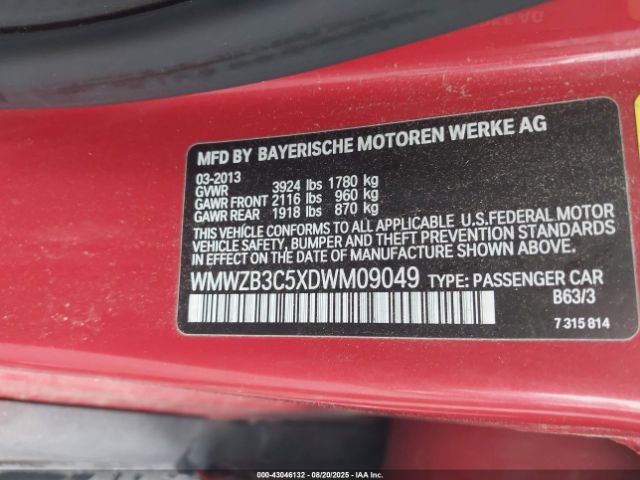 MFD BY BAYERISCHE MOTOREN WERKE AG
03-2013
GVWR 3924 lbs 1780 kg
GAWR FRONT 2116 lbs 960 kg
GAWR REAR 1918 lbs 870 kg
THIS VEHICLE CONFORMS TO ALL APPLICABLE U.S.FEDERAL MOTOR
VEHICLE SAFETY, BUMPER AND THEFT PREVENTION STANDARDS
IN EFFECT ON THE DATE OF MANUFACTURE SHOWN ABOVE.
WMWZB3C5XDWM09049 TYPE: PASSENGER CAR
B63/3
7 315 814
000-43046132 - 08/20/2025 - IAA Inc.